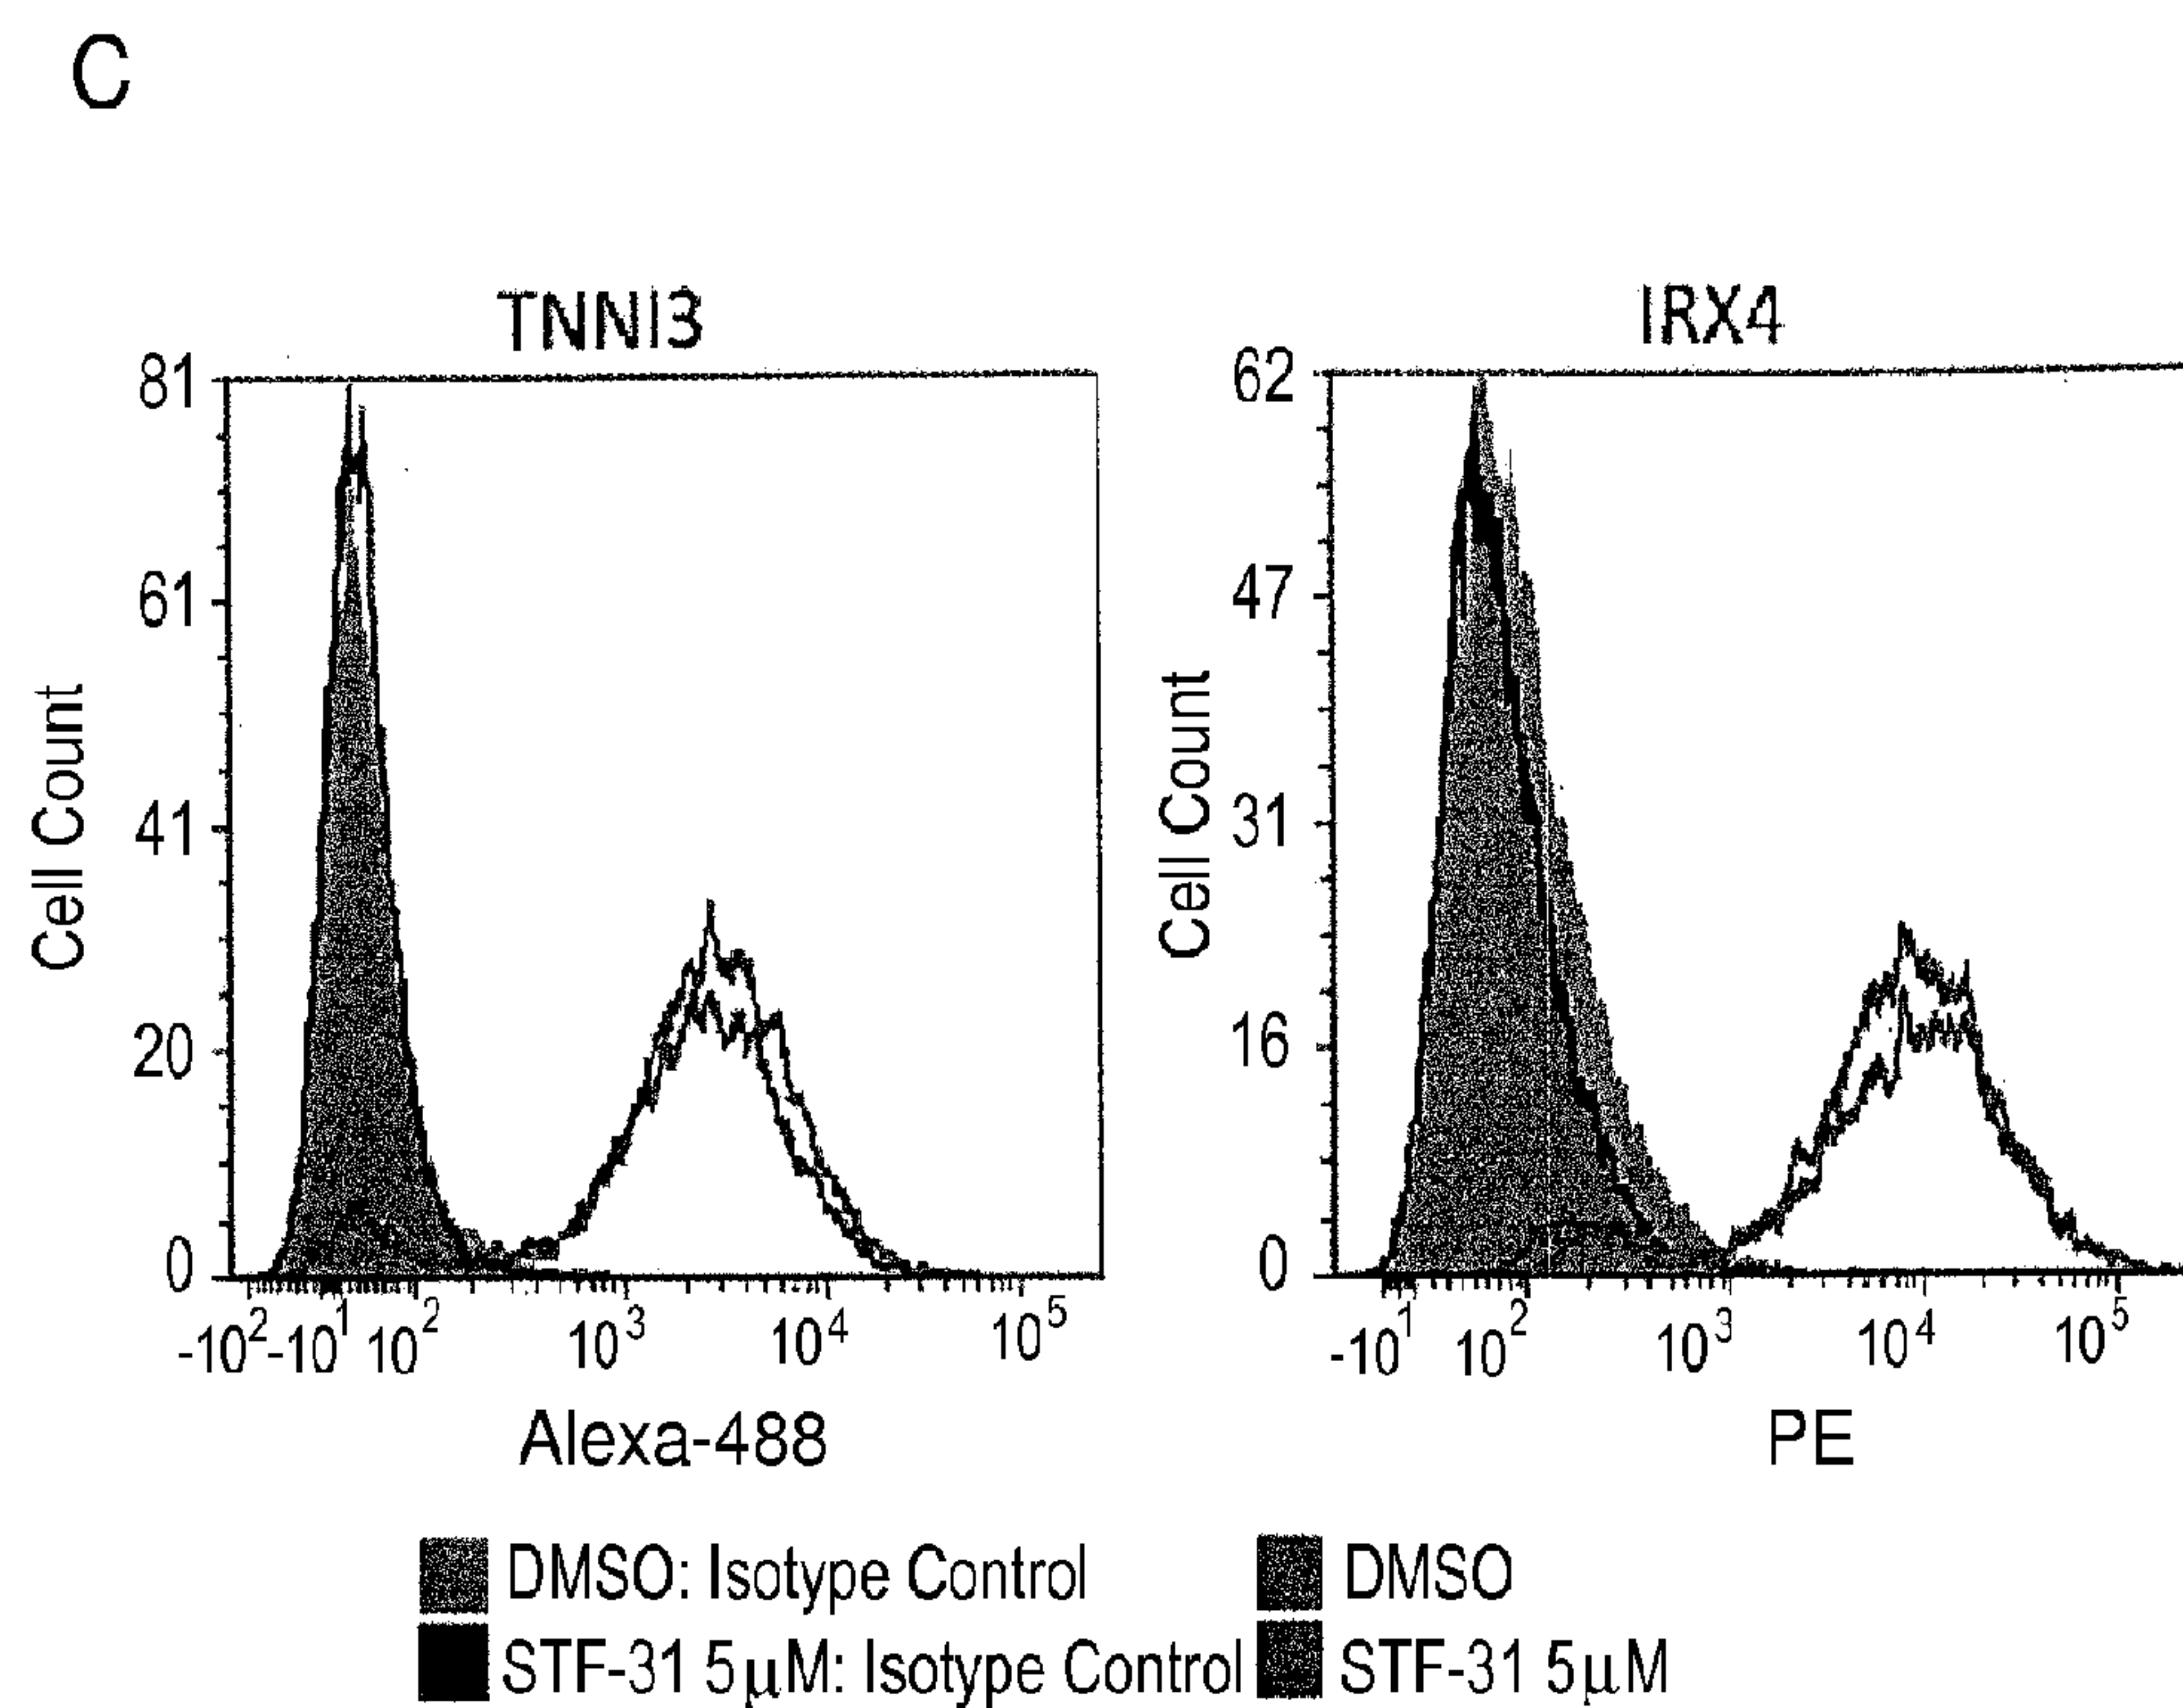 C
TNNI3
81
61
41
20
0
Cell Count
-10² -10¹ 10² 10³ 10⁴ 10⁵
Alexa-488
IRX4
62
47
31
16
0
Cell Count
-10¹ 10² 10³ 10⁴ 10⁵
PE
DMSO: Isotype Control
DMSO
STF-31 5μM: Isotype Control
STF-31 5μM